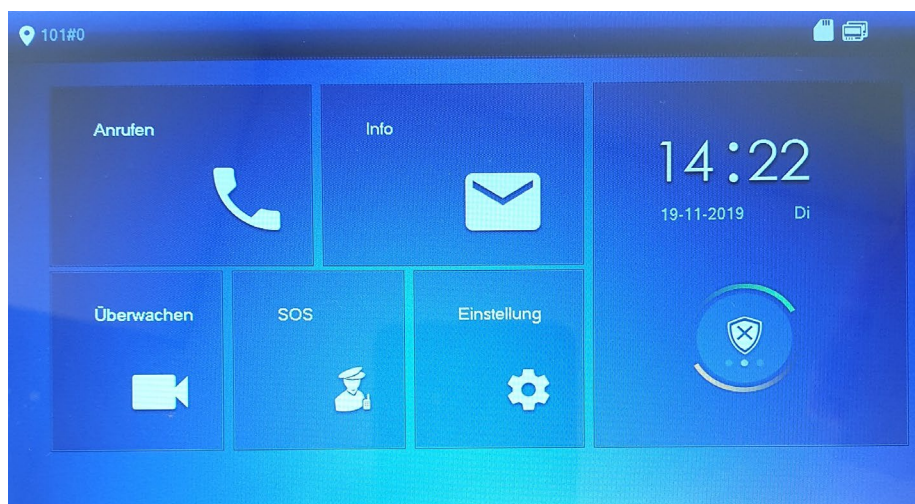 101#0
Anrufen
Info
14:22
19-11-2019 Di
Überwachen
SOS
Einstellung